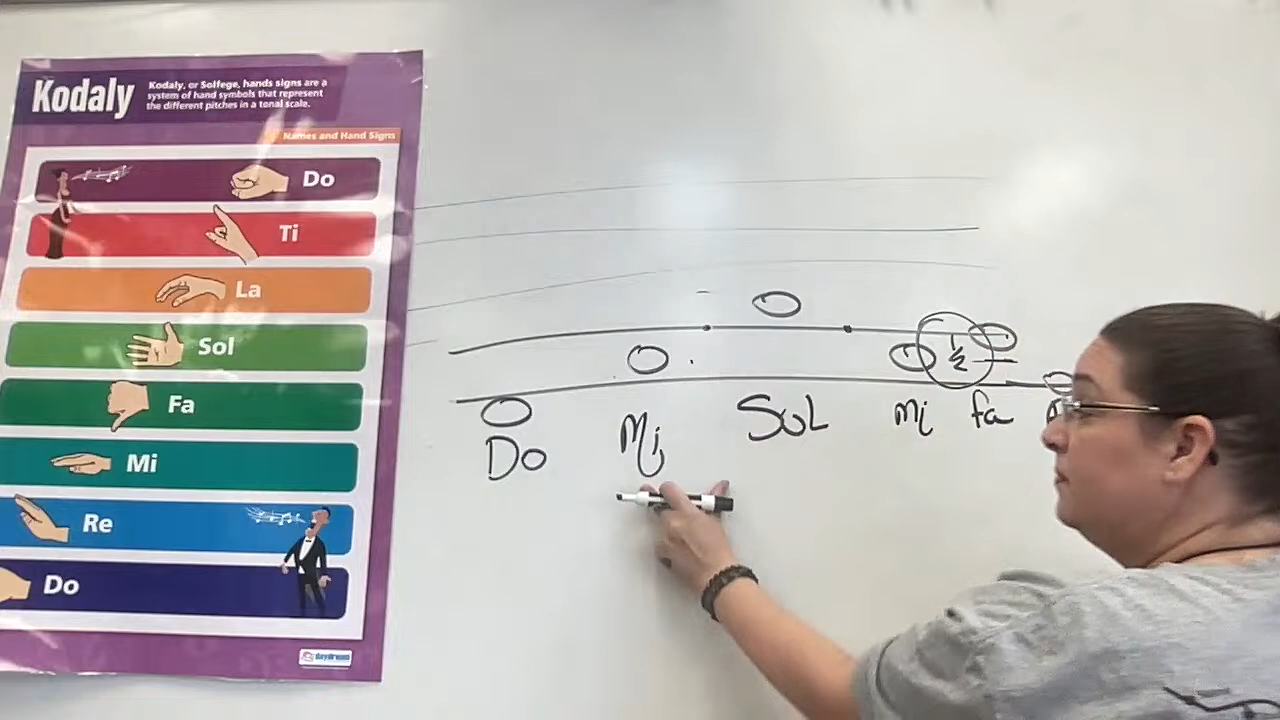 Kodaly
Kodaly, or Solfege, hands signs are a
system of hand symbols that represent
the different pitches in a tonal scale.
Names and Hand Signs
Do
Ti
La
Sol
Fa
Mi
Re
Do
daydream
Do Mi SOL mi fa
½